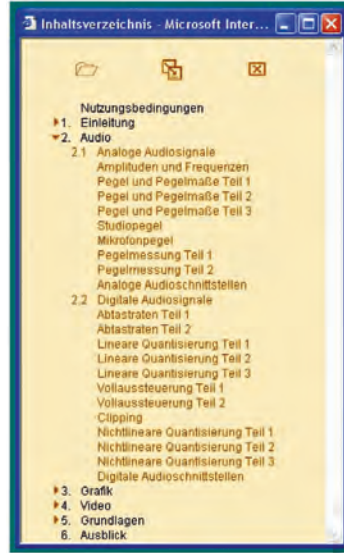 Inhaltsverzeichnis - Microsoft Inter...
Nutzungsbedingungen
1. Einleitung
2. Audio
2.1 Analoge Audiosignale
Amplituden und Frequenzen
Pegel und Pegelmaße Teil 1
Pegel und Pegelmaße Teil 2
Pegel und Pegelmaße Teil 3
Studiopegel
Mikrofonpegel
Pegelmessung Teil 1
Pegelmessung Teil 2
Analoge Audioschnittstellen
2.2 Digitale Audiosignale
Abtastraten Teil 1
Abtastraten Teil 2
Lineare Quantisierung Teil 1
Lineare Quantisierung Teil 2
Lineare Quantisierung Teil 3
Vollaussteuerung Teil 1
Vollaussteuerung Teil 2
Clipping
Nichtlineare Quantisierung Teil 1
Nichtlineare Quantisierung Teil 2
Nichtlineare Quantisierung Teil 3
Digitale Audioschnittstellen
3. Grafik
4. Video
5. Grundlagen
6. Ausblick